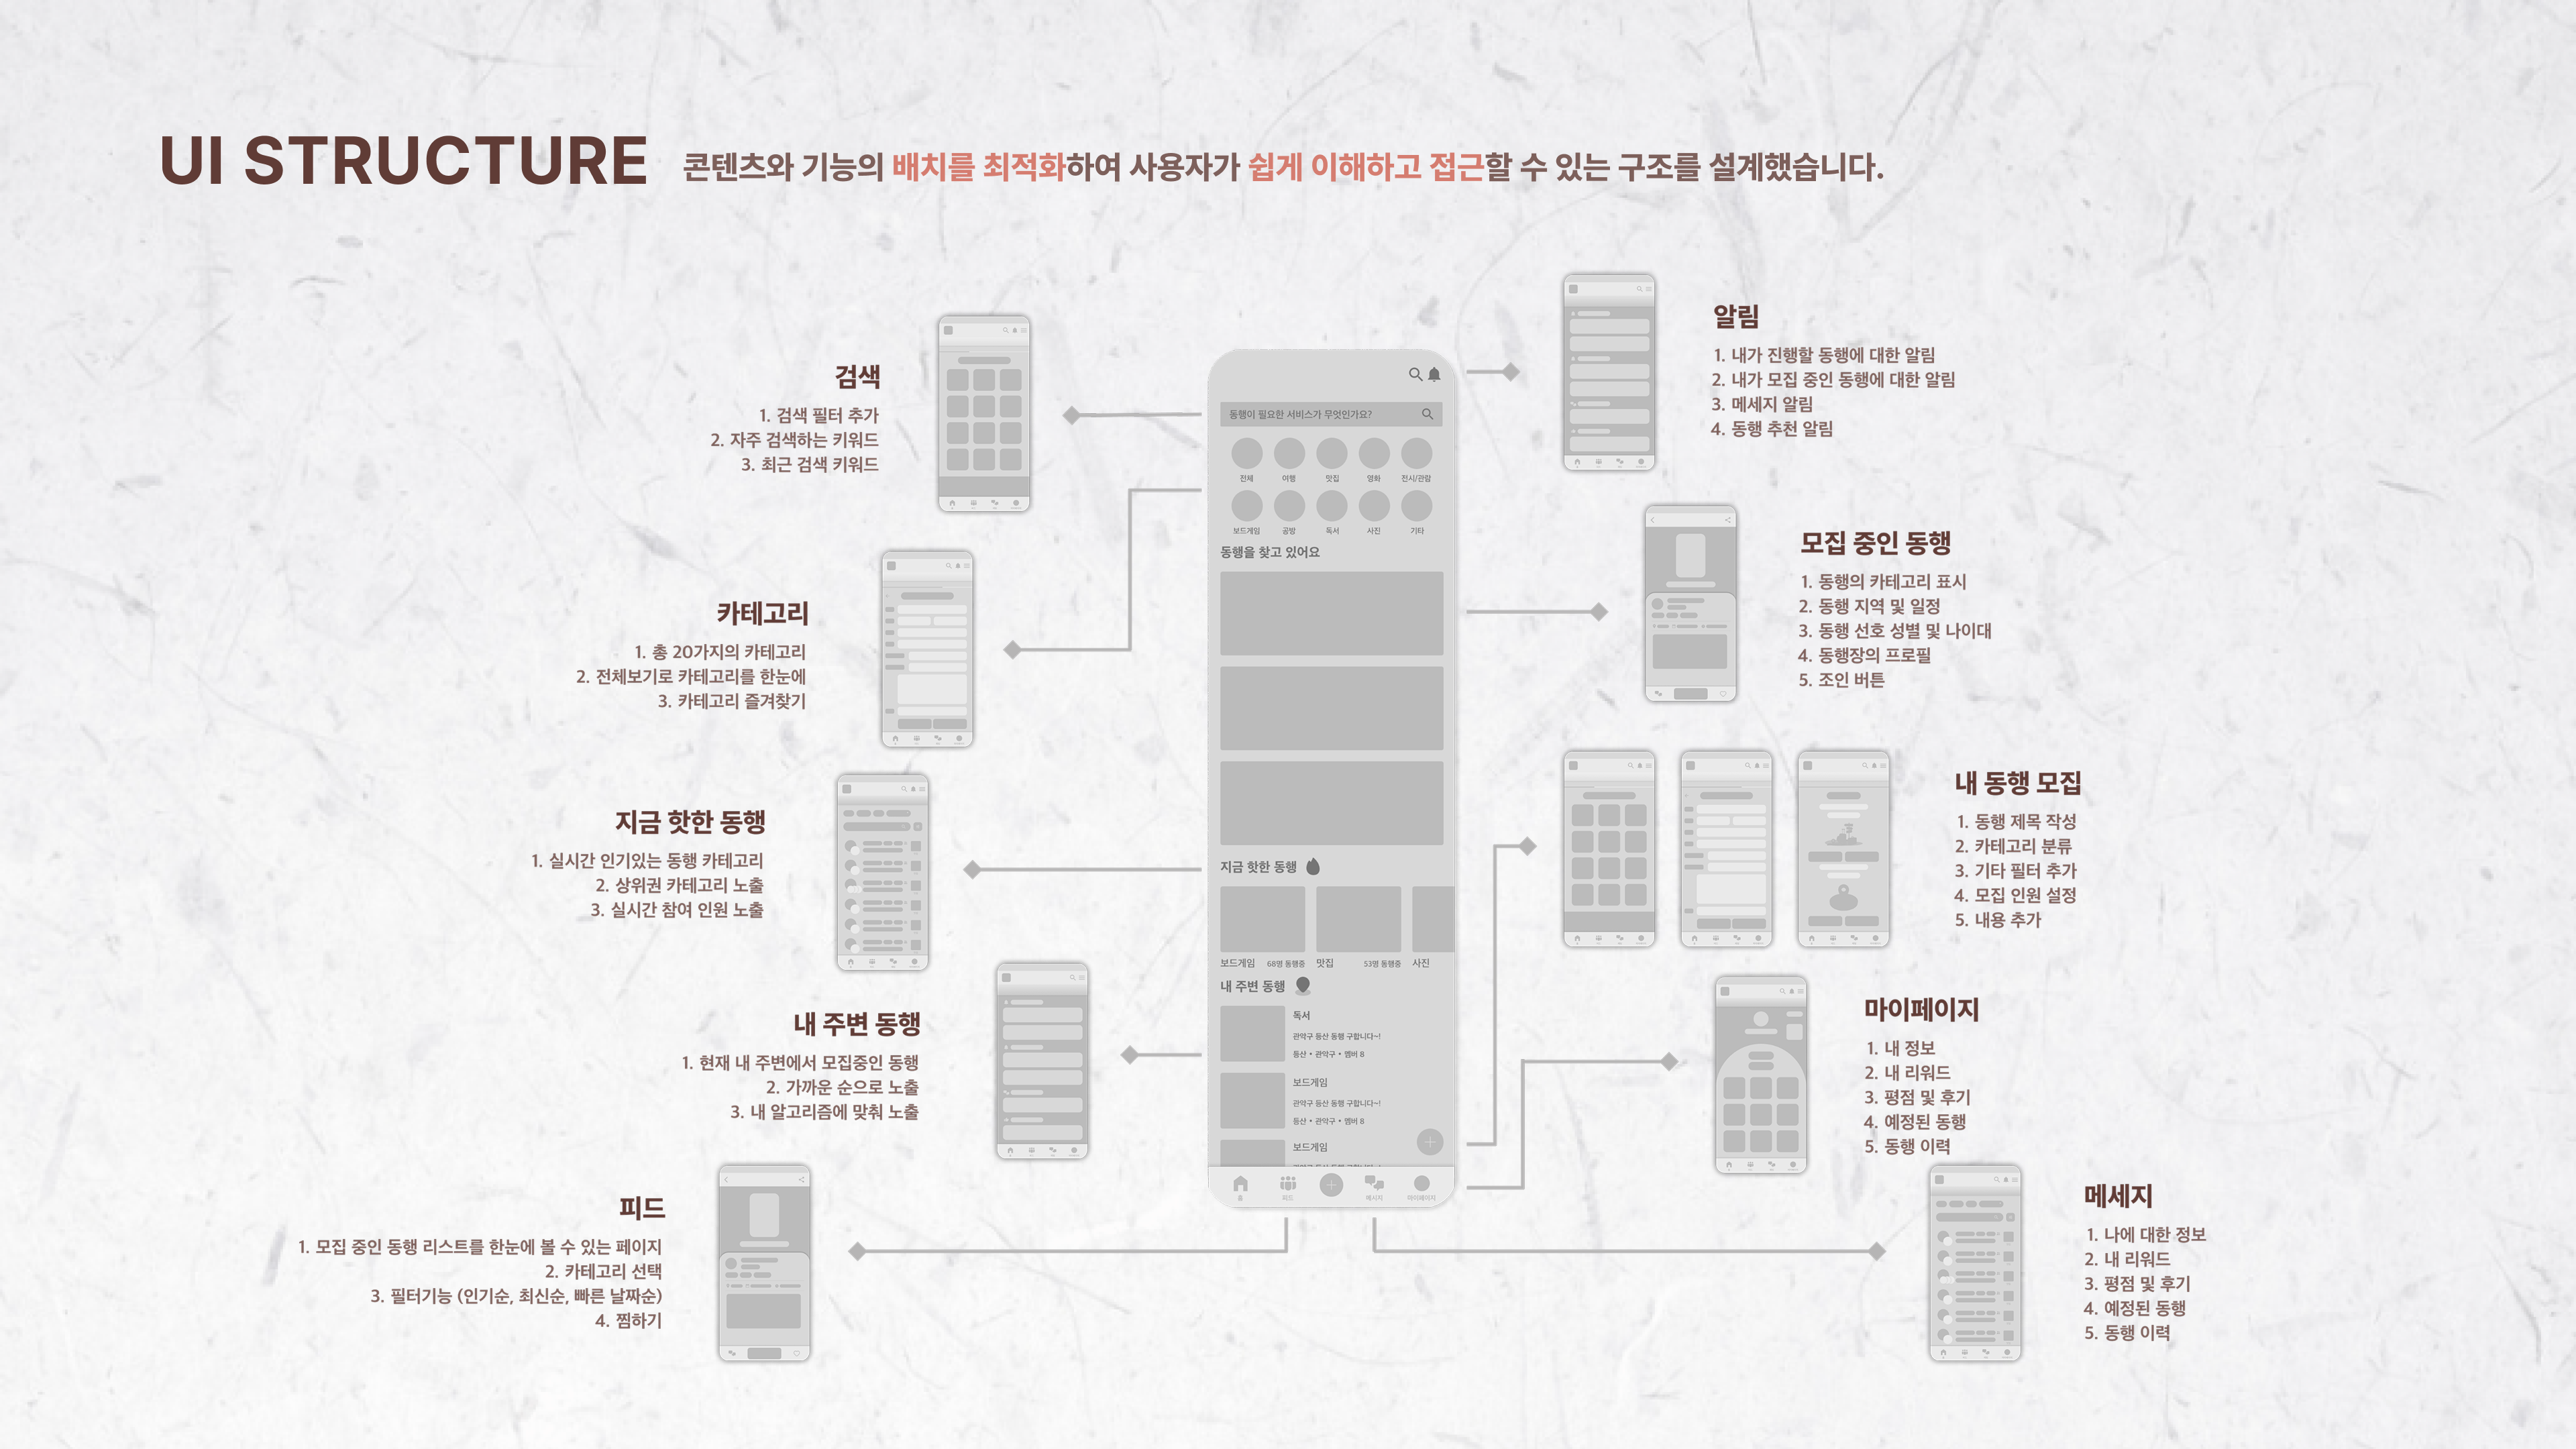 UI STRUCTURE 콘텐츠와 기능의 배치를 최적화하여 사용자가 쉽게 이해하고 접근할 수 있는 구조를 설계했습니다.
검색
1. 검색 필터 추가
2. 자주 검색하는 키워드
3. 최근 검색 키워드
카테고리
1. 총 20가지의 카테고리
2. 전체보기로 카테고리를 한눈에
3. 카테고리 즐겨찾기
지금 핫한 동행
1. 실시간 인기있는 동행 카테고리
2. 상위권 카테고리 노출
3. 실시간 참여 인원 노출
내 주변 동행
1. 현재 내 주변에서 모집중인 동행
2. 가까운 순으로 노출
3. 내 알고리즘에 맞춰 노출
피드
1. 모집 중인 동행 리스트를 한눈에 볼 수 있는 페이지
2. 카테고리 선택
3. 필터기능 (인기순, 최신순, 빠른 날짜순)
4. 찜하기
동행이 필요한 서비스가 무엇인가요?
전체 여행 맛집 영화 전시/관람
보드게임 공방 독서 사진 기타
동행을 찾고 있어요
지금 핫한 동행
보드게임 68명 동행중 맛집 53명 동행중 사진
내 주변 동행
독서
관악구 등산 동행 구합니다~!
등산 • 관악구 • 멤버 8
보드게임
관악구 등산 동행 구합니다~!
등산 • 관악구 • 멤버 8
보드게임
홈 피드 메시지 마이페이지
알림
1. 내가 진행할 동행에 대한 알림
2. 내가 모집 중인 동행에 대한 알림
3. 메세지 알림
4. 동행 추천 알림
모집 중인 동행
1. 동행의 카테고리 표시
2. 동행 지역 및 일정
3. 동행 선호 성별 및 나이대
4. 동행장의 프로필
5. 조인 버튼
내 동행 모집
1. 동행 제목 작성
2. 카테고리 분류
3. 기타 필터 추가
4. 모집 인원 설정
5. 내용 추가
마이페이지
1. 내 정보
2. 내 리워드
3. 평점 및 후기
4. 예정된 동행
5. 동행 이력
메세지
1. 나에 대한 정보
2. 내 리워드
3. 평점 및 후기
4. 예정된 동행
5. 동행 이력